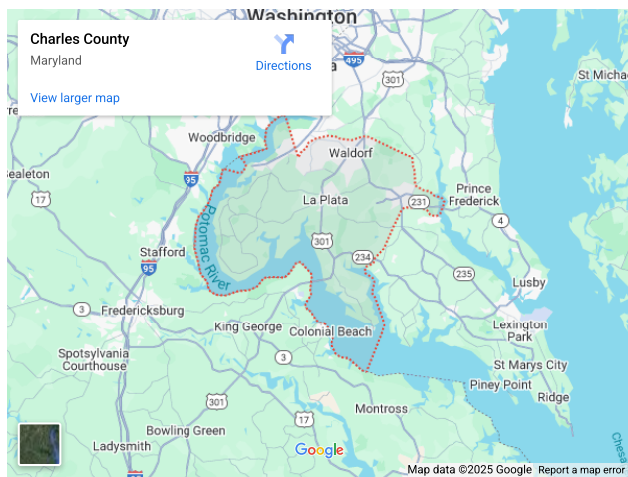 Washington
Charles County
Maryland
Directions
View larger map
495
301
St Micha
Woodbridge
Waldorf
95
Bealeton
17
La Plata
231
Prince
Frederick
4
Potomac River
301
Stafford
95
234
235
Lusby
3
Fredericksburg
King George
Colonial Beach
Lexington
Park
Spotsylvania
Courthouse
3
St Marys City
Piney Point
Ridge
301
17
Montross
Bowling Green
Ladysmith
Google
Ches
Map data ©2025 Google
Report a map error